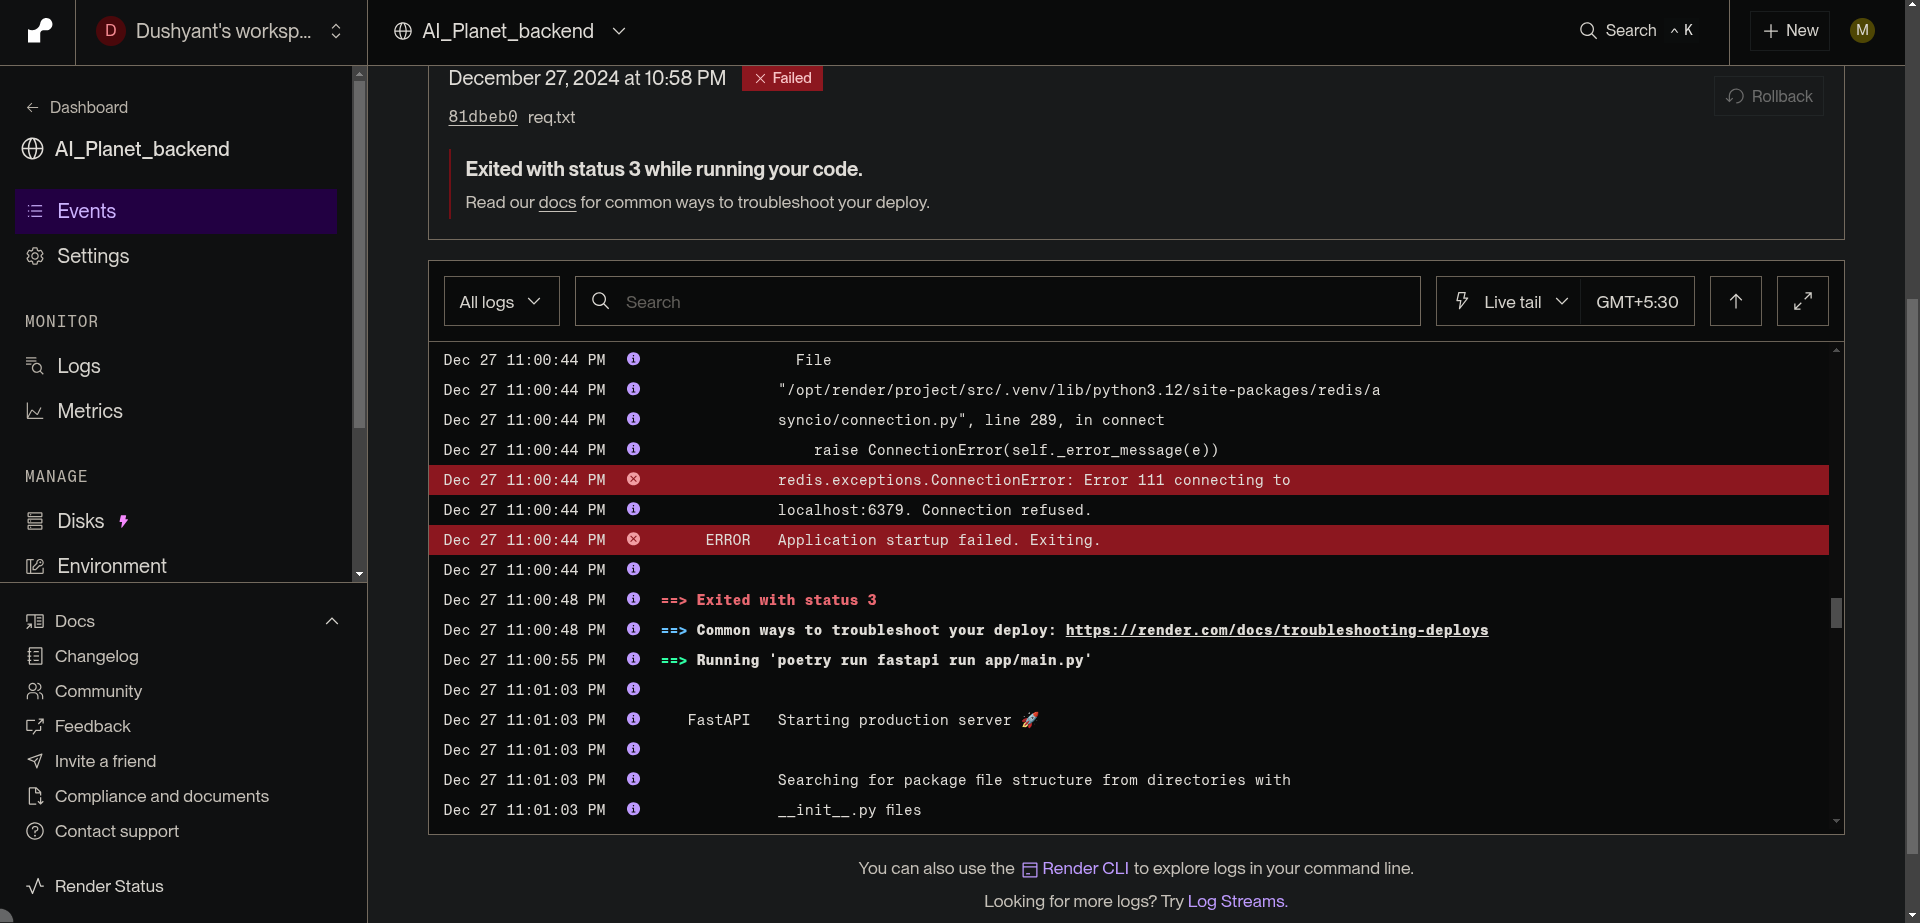 D Dushyant's worksp...
AI_Planet_backend
Search ^ K
+ New
M
Dashboard
AI_Planet_backend
Events
Settings
MONITOR
Logs
Metrics
MANAGE
Disks
Environment
Docs
Changelog
Community
Feedback
Invite a friend
Compliance and documents
Contact support
Render Status
December 27, 2024 at 10:58 PM
Failed
81dbeb0 req.txt
Rollback
Exited with status 3 while running your code.
Read our docs for common ways to troubleshoot your deploy.
All logs
Search
Live tail
GMT+5:30
Dec 27 11:00:44 PM File
Dec 27 11:00:44 PM "/opt/render/project/src/.venv/lib/python3.12/site-packages/redis/a
Dec 27 11:00:44 PM syncio/connection.py", line 289, in connect
Dec 27 11:00:44 PM raise ConnectionError(self._error_message(e))
Dec 27 11:00:44 PM redis.exceptions.ConnectionError: Error 111 connecting to
Dec 27 11:00:44 PM localhost:6379. Connection refused.
Dec 27 11:00:44 PM ERROR Application startup failed. Exiting.
Dec 27 11:00:44 PM
Dec 27 11:00:48 PM ==> Exited with status 3
Dec 27 11:00:48 PM ==> Common ways to troubleshoot your deploy: https://render.com/docs/troubleshooting-deploys
Dec 27 11:00:55 PM ==> Running 'poetry run fastapi run app/main.py'
Dec 27 11:01:03 PM
Dec 27 11:01:03 PM FastAPI Starting production server 🚀
Dec 27 11:01:03 PM
Dec 27 11:01:03 PM Searching for package file structure from directories with
Dec 27 11:01:03 PM __init__.py files
You can also use the Render CLI to explore logs in your command line.
Looking for more logs? Try Log Streams.